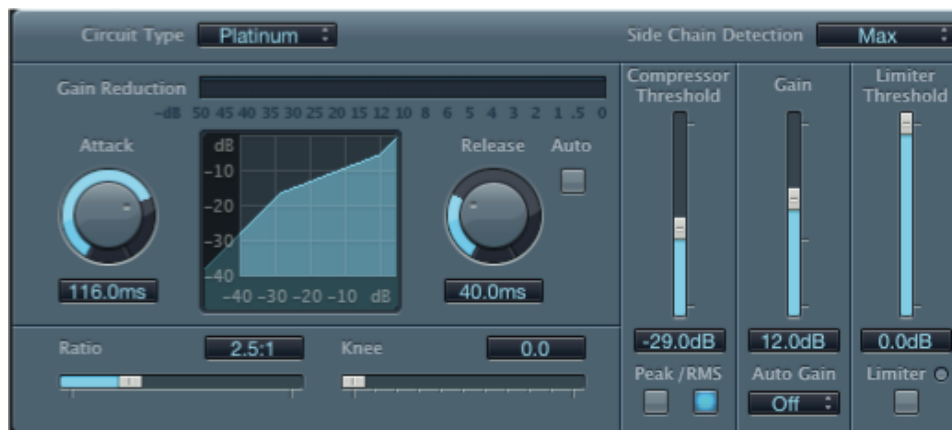 Circuit Type Platinum Side Chain Detection Max
Gain Reduction
-dB 50 45 40 35 30 25 20 15 12 10 8 6 5 4 3 2 1 .5 0
Compressor Threshold
Gain
Limiter Threshold
Attack
116.0ms
dB
-10
-20
-30
-40
-40 -30 -20 -10 dB
Release Auto
40.0ms
Ratio 2.5:1
Knee 0.0
-29.0dB
12.0dB
0.0dB
Peak / RMS
Auto Gain
Off
Limiter